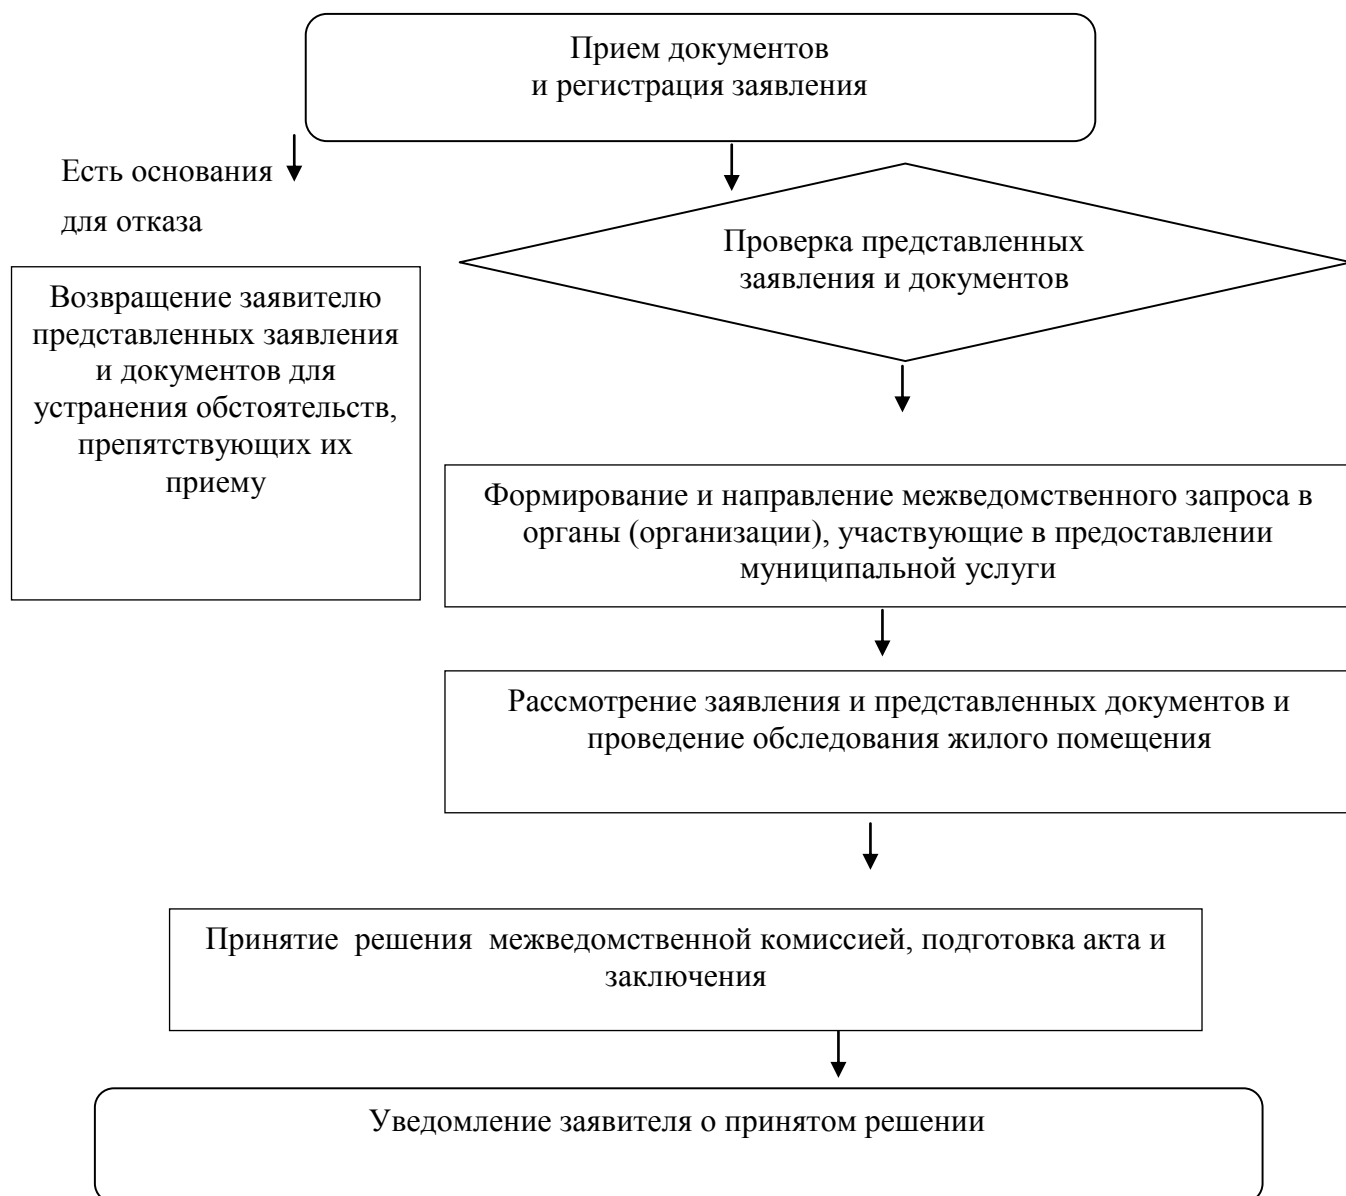 Прием документов
и регистрация заявления
Есть основания
для отказа
Проверка представленных
заявления и документов
Возвращение заявителю
представленных заявления
и документов для
устранения обстоятельств,
препятствующих их
приему
Формирование и направление межведомственного запроса в
органы (организации), участвующие в предоставлении
муниципальной услуги
Рассмотрение заявления и представленных документов и
проведение обследования жилого помещения
Принятие  решения  межведомственной комиссией, подготовка акта и
заключения
Уведомление заявителя о принятом решении